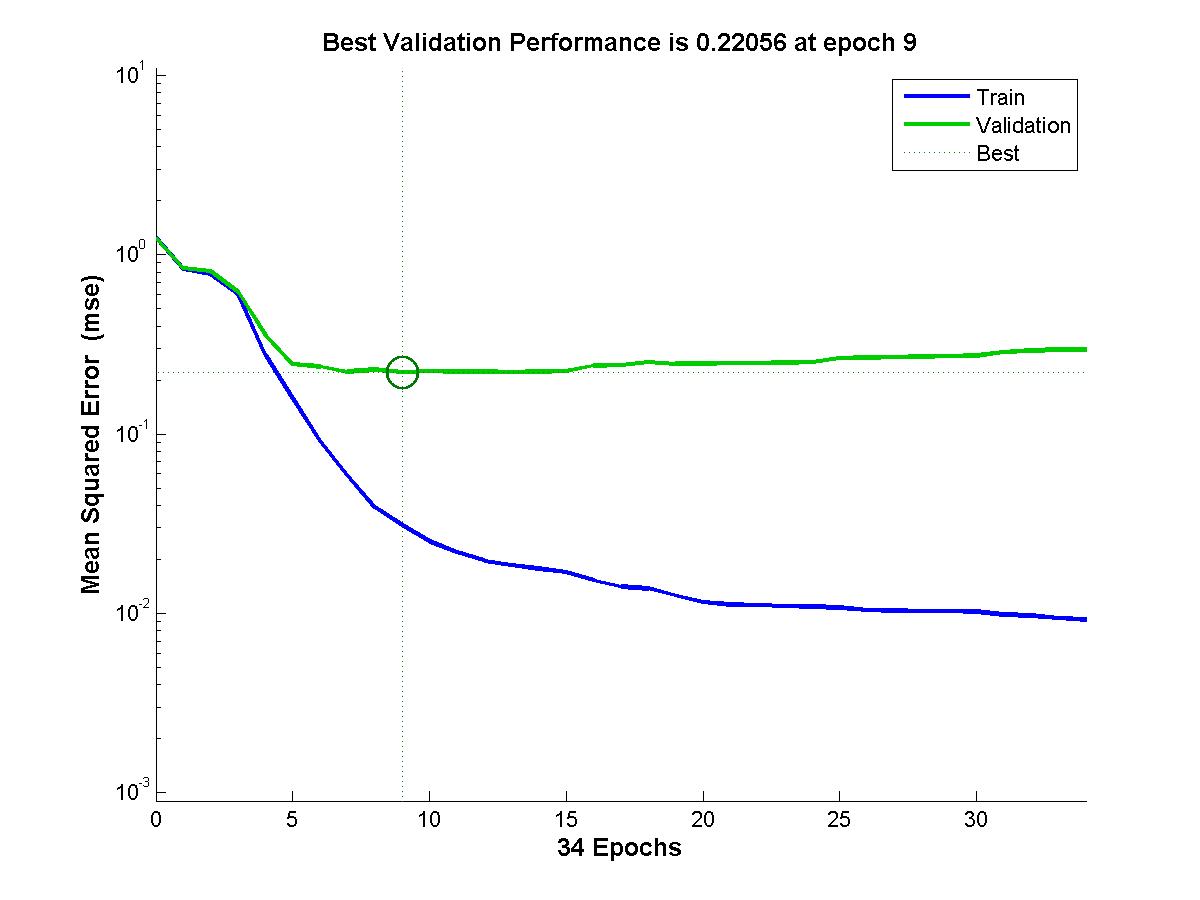 Best Validation Performance is 0.22056 at epoch 9
10^1
10^0
10^-1
10^-2
10^-3
Mean Squared Error (mse)
Train
Validation
Best
0 5 10 15 20 25 30
34 Epochs